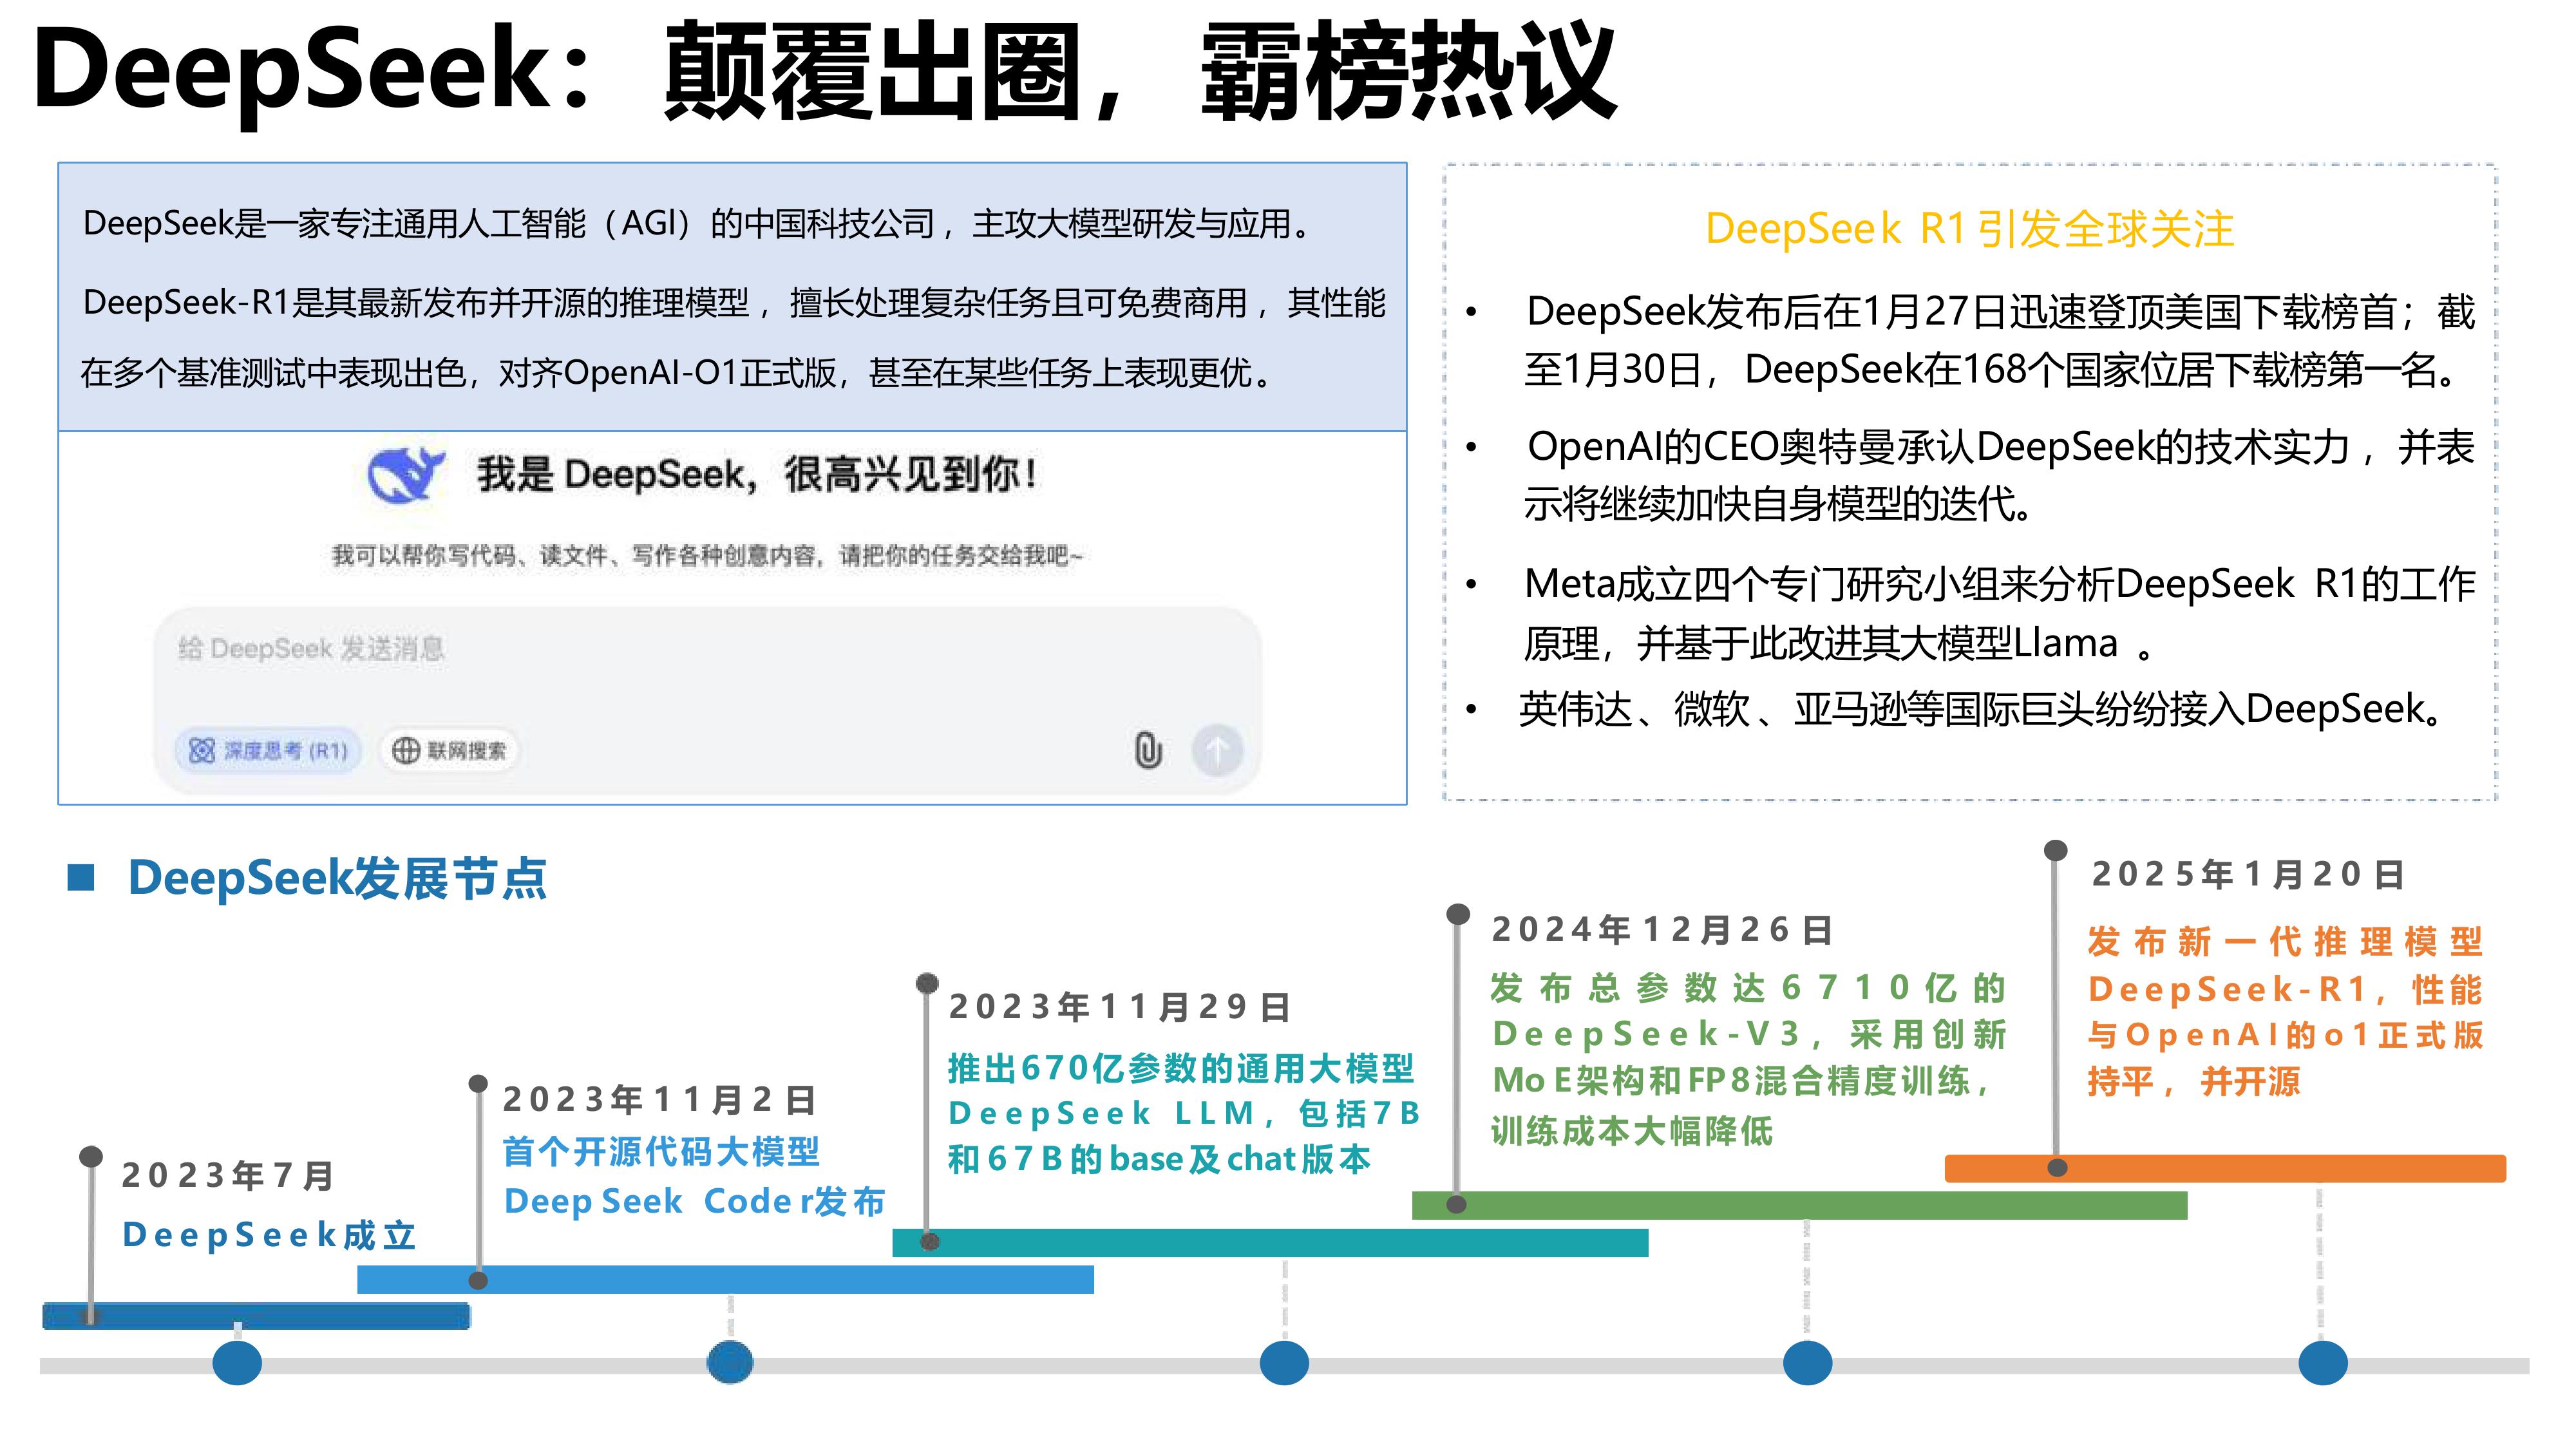 DeepSeek：颠覆出圈，霸榜热议
DeepSeek是一家专注通用人工智能（AGI）的中国科技公司，主攻大模型研发与应用。
DeepSeek-R1是其最新发布并开源的推理模型，擅长处理复杂任务且可免费商用，其性能
在多个基准测试中表现出色，对齐OpenAI-O1正式版，甚至在某些任务上表现更优。
我是 DeepSeek，很高兴见到你！
我可以帮你写代码、读文件、写作各种创意内容，请把你的任务交给我吧~
给 DeepSeek 发送消息
深度思考 (R1)
联网搜索
DeepSeek R1 引发全球关注
• DeepSeek发布后在1月27日迅速登顶美国下载榜首；截
至1月30日，DeepSeek在168个国家位居下载榜第一名。
• OpenAI的CEO奥特曼承认DeepSeek的技术实力，并表
示将继续加快自身模型的迭代。
• Meta成立四个专门研究小组来分析DeepSeek R1的工作
原理，并基于此改进其大模型Llama 。
• 英伟达、微软、亚马逊等国际巨头纷纷接入DeepSeek。
■ DeepSeek发展节点
2023年7月
DeepSeek成立
2023年11月2日
首个开源代码大模型
DeepSeek Coder发布
2023年11月29日
推出670亿参数的通用大模型
DeepSeek LLM，包括7B
和67B的base及chat版本
2024年12月26日
发布总参数达6710亿的
DeepSeek-V3，采用创新
MoE架构和FP8混合精度训练，
训练成本大幅降低
2025年1月20日
发布新一代推理模型
DeepSeek-R1，性能
与OpenAI的o1正式版
持平，并开源